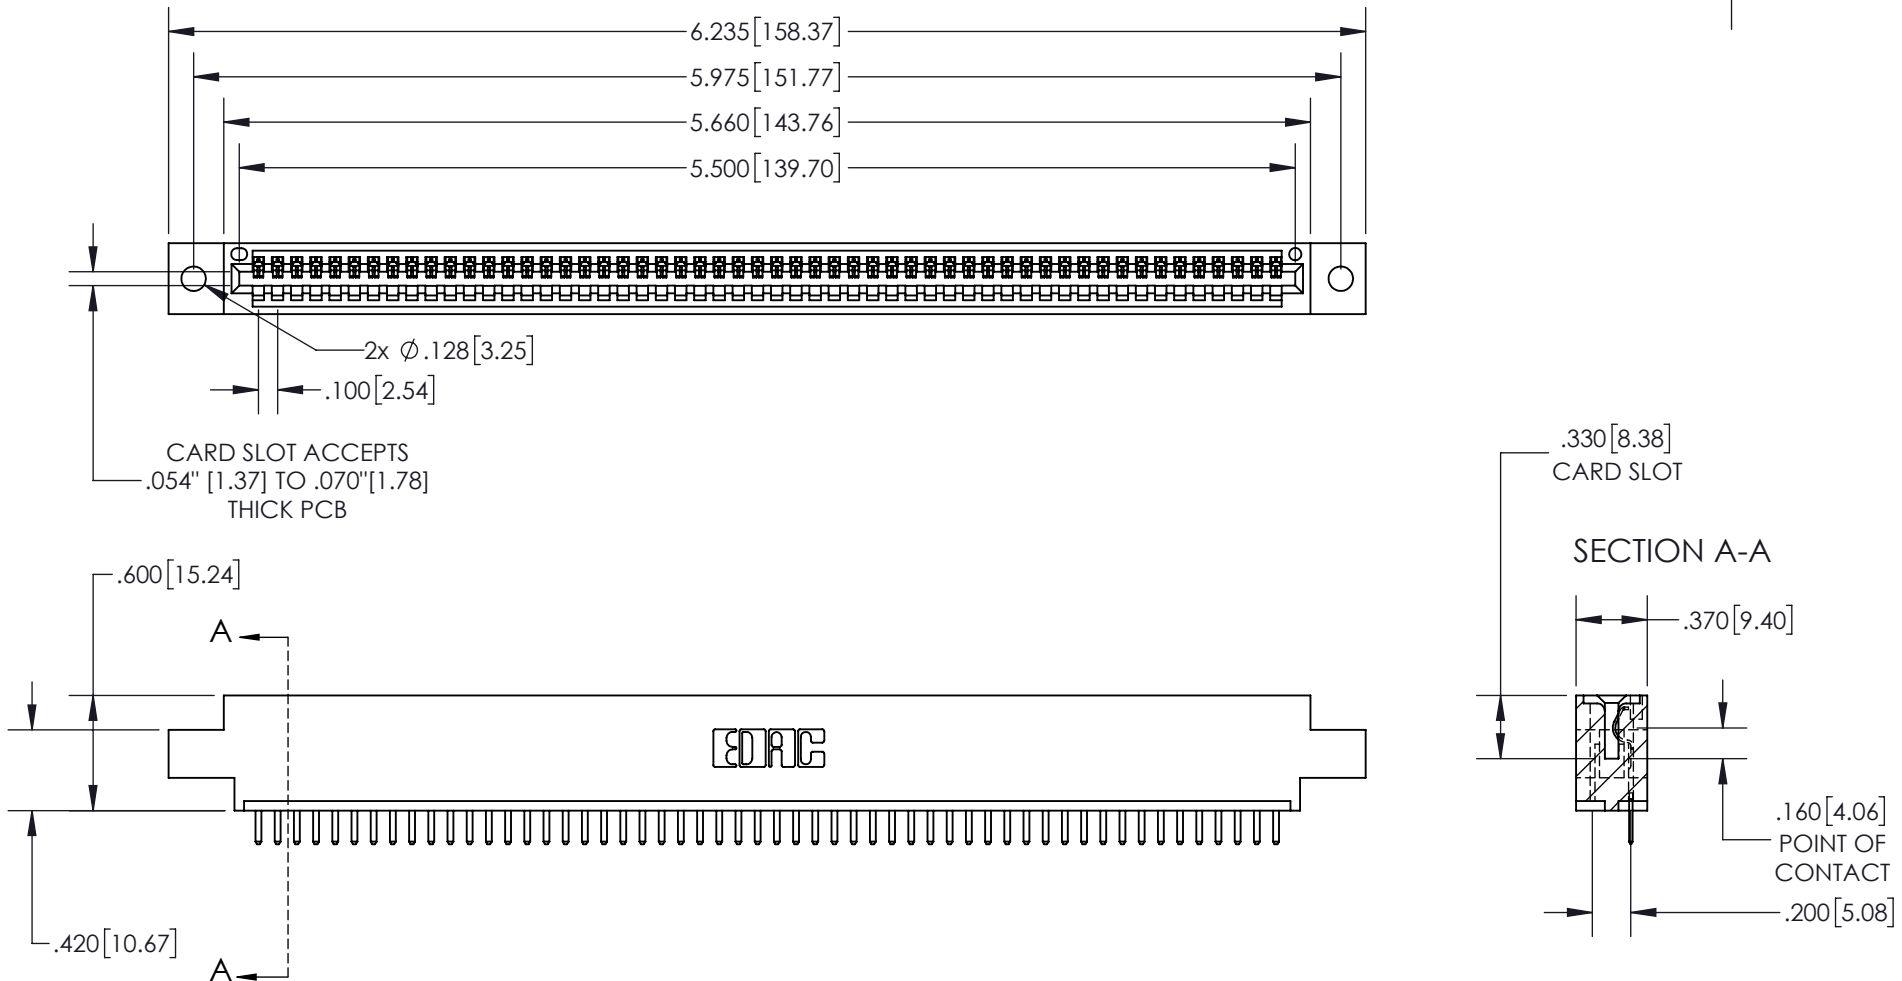 6.235[158.37]
5.975[151.77]
5.660[143.76]
5.500[139.70]
2x Ø.128[3.25]
.100[2.54]
CARD SLOT ACCEPTS
.054" [1.37] TO .070"[1.78]
THICK PCB
.330[8.38]
CARD SLOT
SECTION A-A
.600[15.24]
.370[9.40]
A
EDAC
.160[4.06]
POINT OF
CONTACT
.200[5.08]
.420[10.67]
A